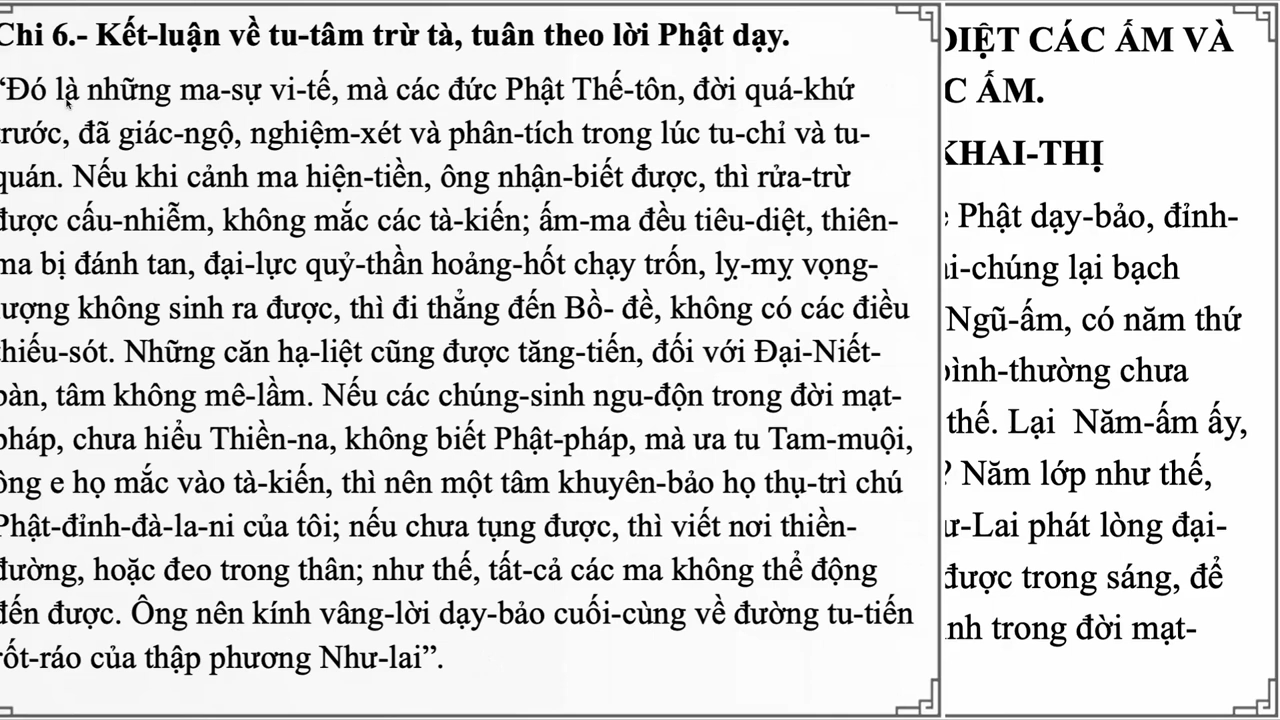 Chi 6.- Kết-luận về tu-tâm trừ tà, tuân theo lời Phật dạy.
“Đó là những ma-sự vi-tế, mà các đức Phật Thế-tôn, đời quá-khứ
trước, đã giác-ngộ, nghiệm-xét và phân-tích trong lúc tu-chỉ và tu-
quán. Nếu khi cảnh ma hiện-tiền, ông nhận-biết được, thì rửa-trừ
được cấu-nhiễm, không mắc các tà-kiến; ấm-ma đều tiêu-diệt, thiên-
ma bị đánh tan, đại-lực quỷ-thần hoảng-hốt chạy trốn, lỵ-mỵ vọng-
lượng không sinh ra được, thì đi thẳng đến Bồ- đề, không có các điều
thiếu-sót. Những căn hạ-liệt cũng được tăng-tiến, đối với Đại-Niết-
bàn, tâm không mê-lầm. Nếu các chúng-sinh ngu-độn trong đời mạt-
pháp, chưa hiểu Thiền-na, không biết Phật-pháp, mà ưa tu Tam-muội,
ông e họ mắc vào tà-kiến, thì nên một tâm khuyên-bảo họ thụ-trì chú
Phật-đỉnh-đà-la-ni của tôi; nếu chưa tụng được, thì viết nơi thiền-
đường, hoặc đeo trong thân; như thế, tất-cả các ma không thể động
đến được. Ông nên kính vâng-lời dạy-bảo cuối-cùng về đường tu-tiến
rốt-ráo của thập phương Như-lai”.
DIỆT CÁC ẤM VÀ
ẤM.
KHAI-THỊ
Phật dạy-bảo, đỉnh-
lại bạch
Ngũ-ấm, có năm thứ
bình-thường chưa
thế. Lại Năm-ấm ấy,
? Năm lớp như thế,
ư-Lai phát lòng đại-
được trong sáng, để
trong đời mạt-